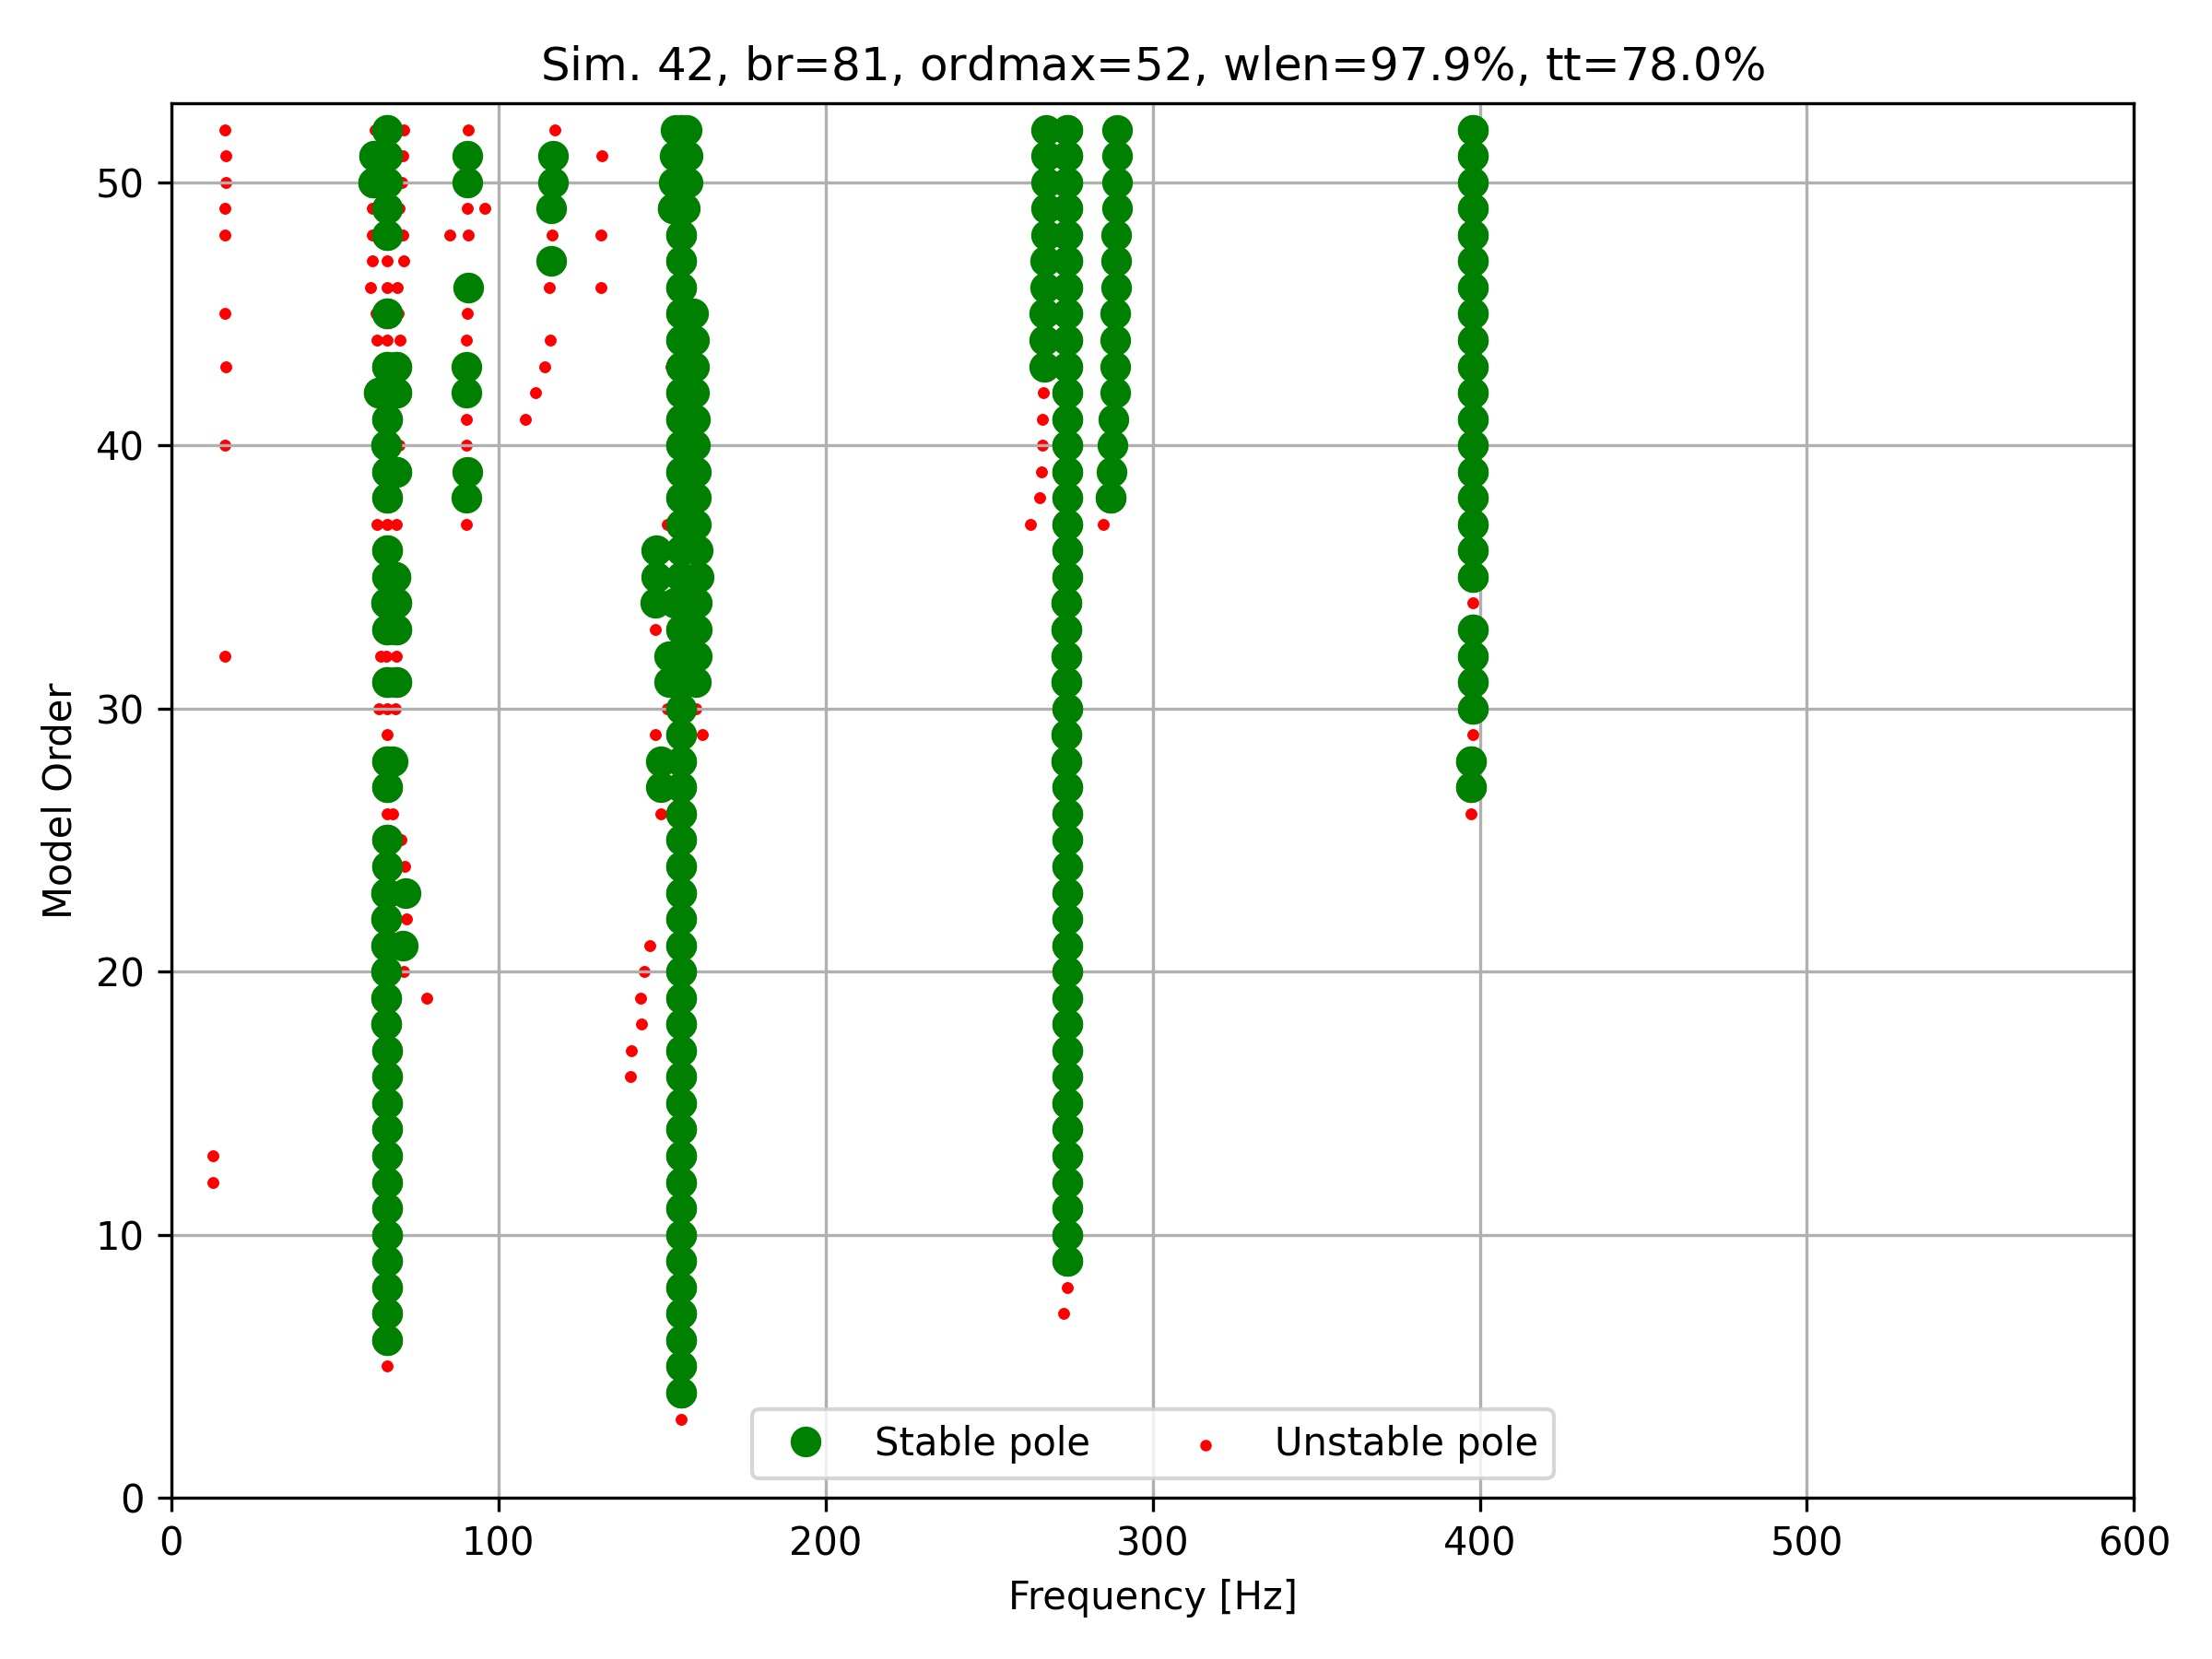 Sim. 42, br=81, ordmax=52, wlen=97.9%, tt=78.0%
Model Order
50
40
30
20
10
0
Stable pole
Unstable pole
0 100 200 300 400 500 600
Frequency [Hz]